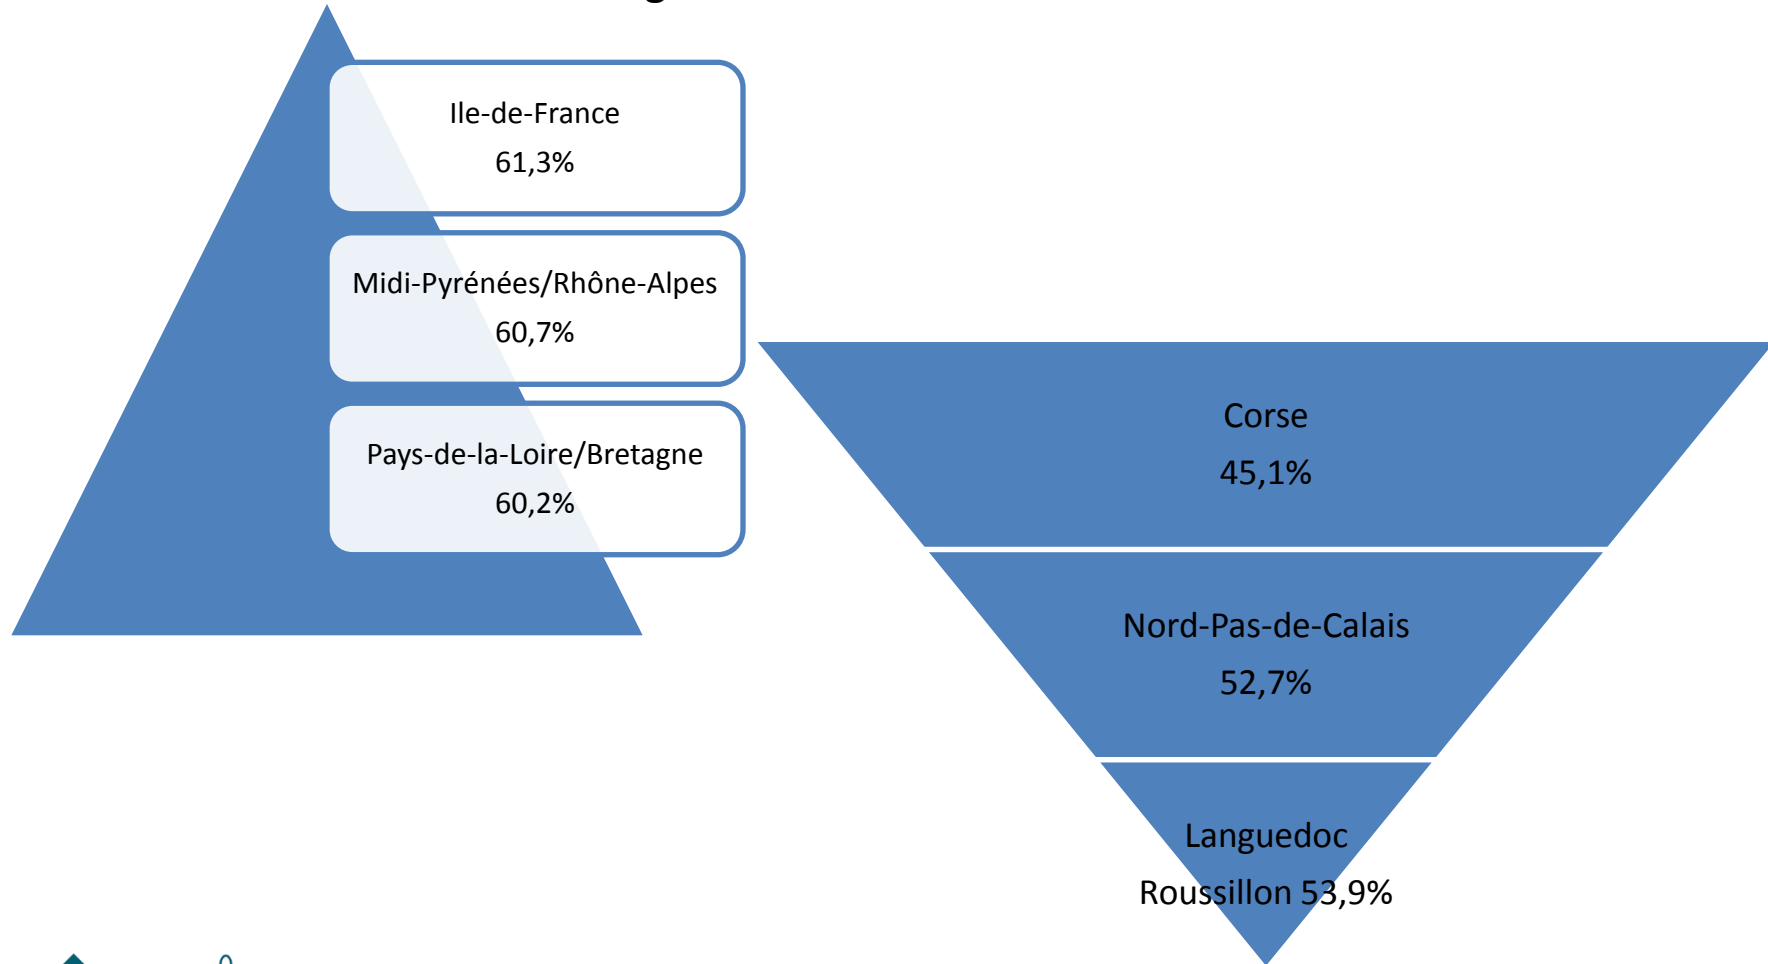 Ile-de-France
61,3%
Midi-Pyrénées/Rhône-Alpes
60,7%
Pays-de-la-Loire/Bretagne
60,2%
Corse
45,1%
Nord-Pas-de-Calais
52,7%
Languedoc
Roussillon 53,9%